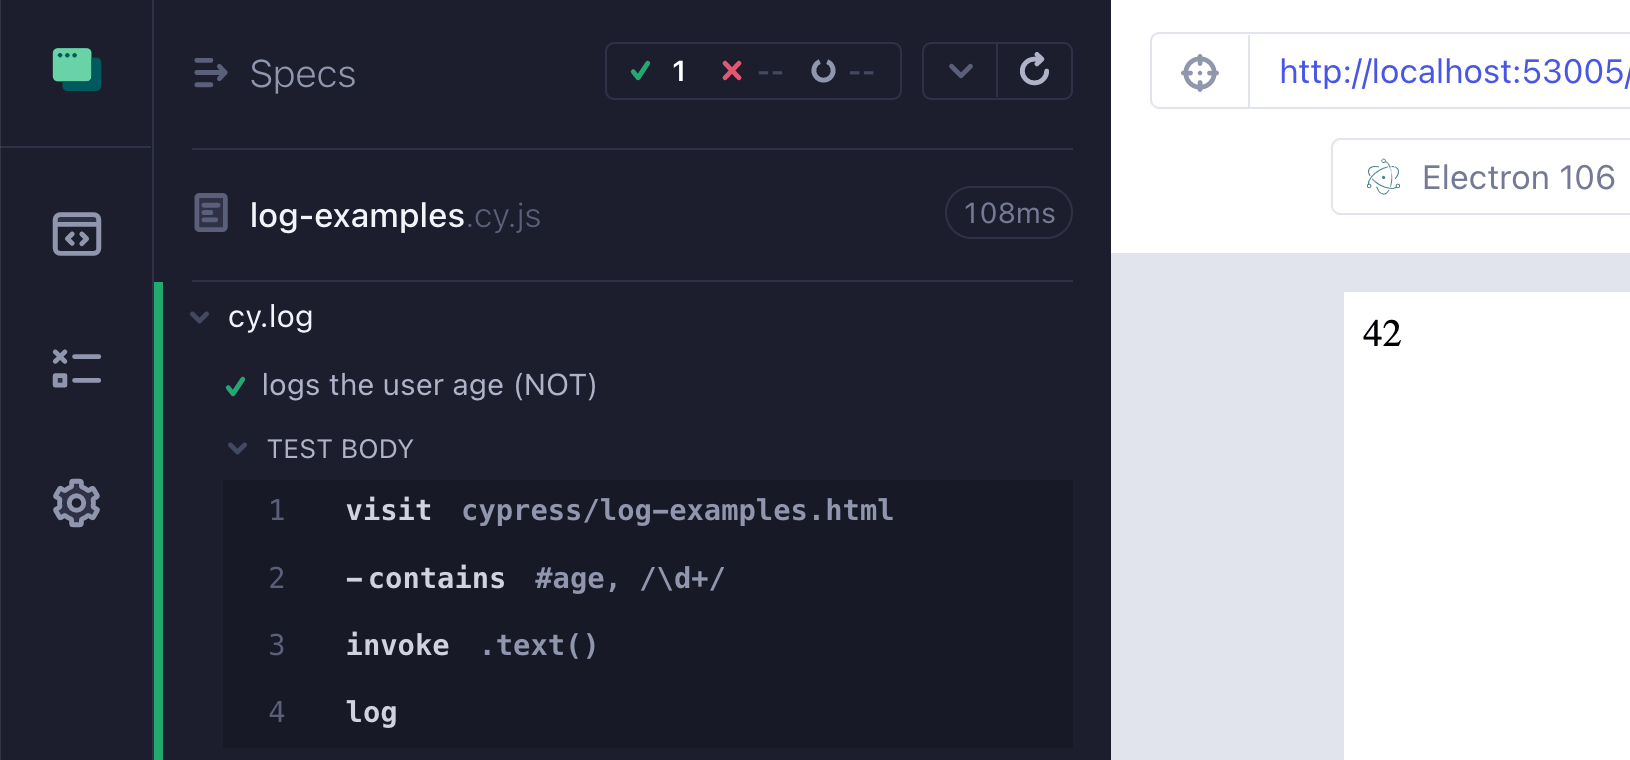 Specs
1 -- --
log-examples.cy.js
108ms
cy.log
logs the user age (NOT)
TEST BODY
1 visit cypress/log-examples.html
2 -contains #age, /\d+/
3 invoke .text()
4 log
http://localhost:53005/
Electron 106
42